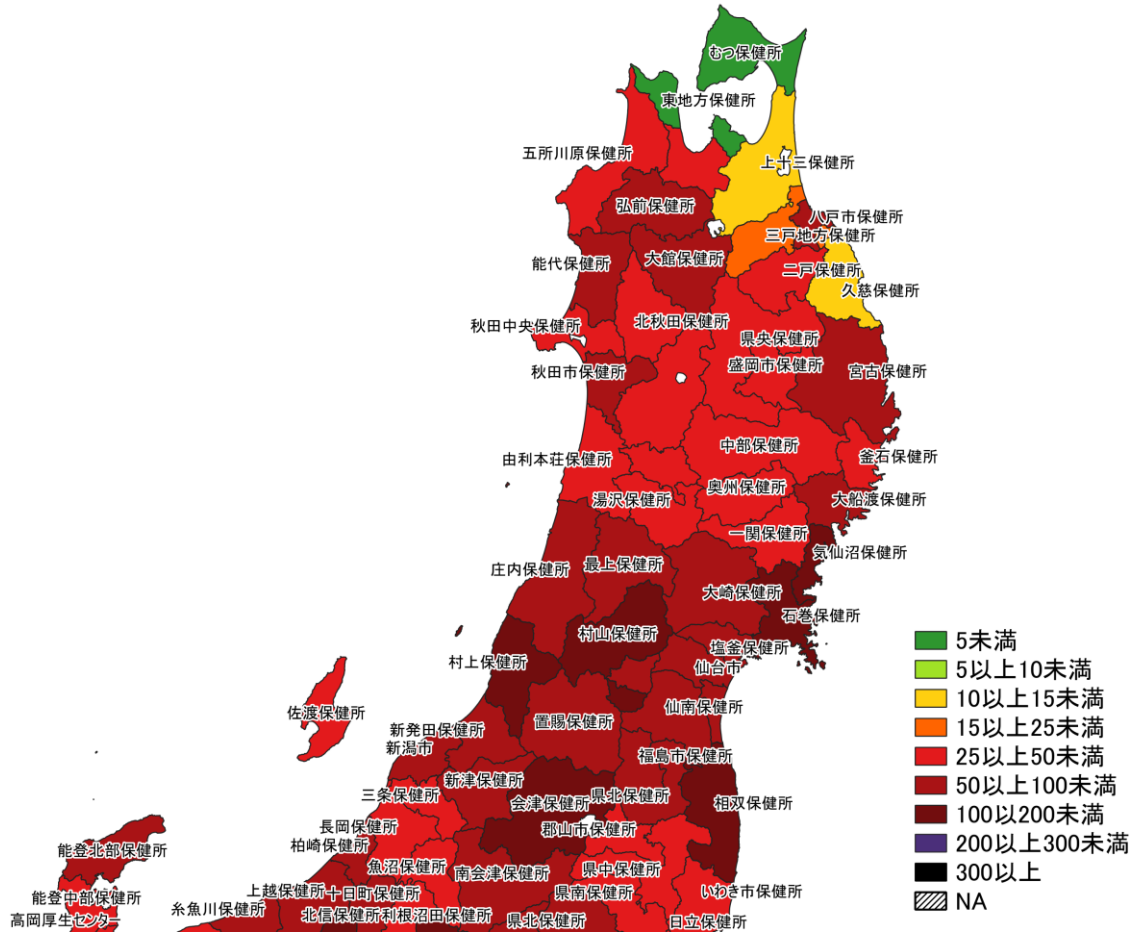 むつ保健所
東地方保健所
五所川原保健所
上十三保健所
弘前保健所
八戸市保健所
三戸地方保健所
能代保健所
大館保健所
二戸保健所
久慈保健所
秋田中央保健所
北秋田保健所
県央保健所
盛岡市保健所
秋田市保健所
宮古保健所
中部保健所
由利本荘保健所
釜石保健所
湯沢保健所
奥州保健所
大船渡保健所
一関保健所
気仙沼保健所
庄内保健所
最上保健所
大崎保健所
石巻保健所
村山保健所
塩釜保健所
村上保健所
仙台市
佐渡保健所
仙南保健所
置賜保健所
新発田保健所
新潟市
福島市保健所
新津保健所
三条保健所
会津保健所
県北保健所
相双保健所
長岡保健所
郡山市保健所
柏崎保健所
能登北部保健所
魚沼保健所
南会津保健所
県中保健所
上越保健所
十日町保健所
県南保健所
いわき市保健所
能登中部保健所
糸魚川保健所
北信保健所
利根沼田保健所
県北保健所
日立保健所
高岡厚生センター
5未満
5以上10未満
10以上15未満
15以上25未満
25以上50未満
50以上100未満
100以200未満
200以上300未満
300以上
NA